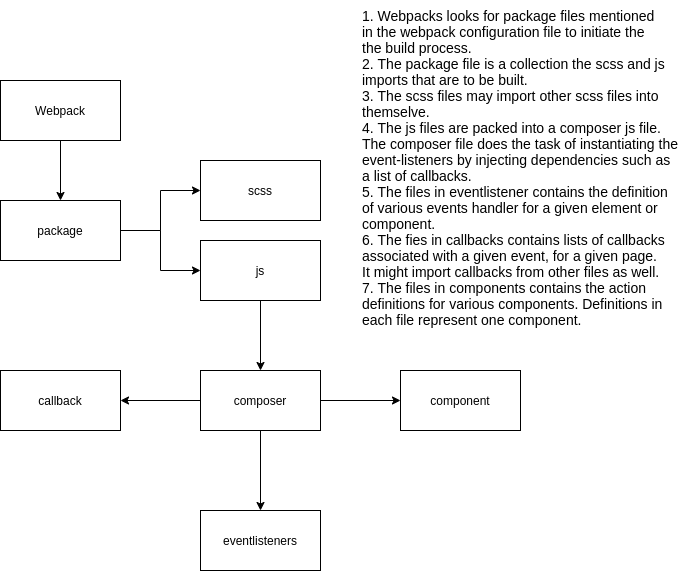 1. Webpacks looks for package files mentioned
in the webpack configuration file to initiate the
the build process.
2. The package file is a collection the scss and js
imports that are to be built.
3. The scss files may import other scss files into
themselve.
4. The js files are packed into a composer js file.
The composer file does the task of instantiating the
event-listeners by injecting dependencies such as
a list of callbacks.
5. The files in eventlistener contains the definition
of various events handler for a given element or
component.
6. The fies in callbacks contains lists of callbacks
associated with a given event, for a given page.
It might import callbacks from other files as well.
7. The files in components contains the action
definitions for various components. Definitions in
each file represent one component.
Webpack
package
scss
js
callback
composer
component
eventlisteners